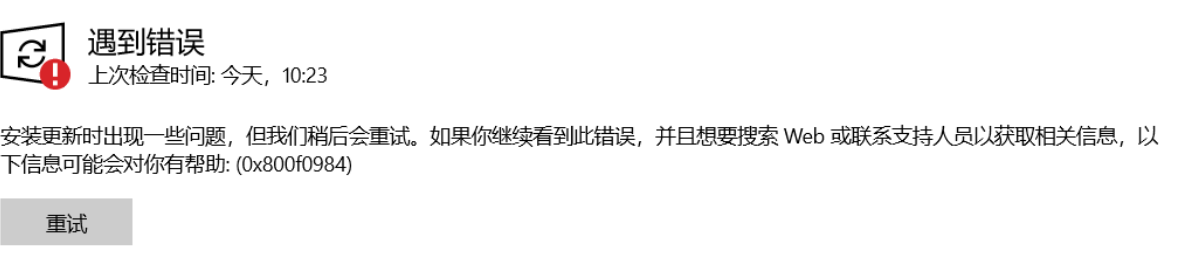 遇到错误
上次检查时间: 今天，10:23
安装更新时出现一些问题，但我们稍后会重试。如果你继续看到此错误，并且想要搜索 Web 或联系支持人员以获取相关信息，以
下信息可能会对你有帮助: (0x800f0984)
重试